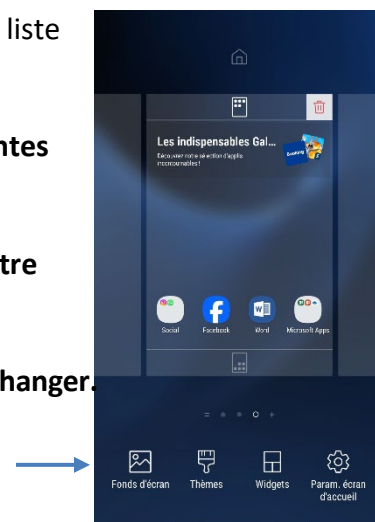 liste
ntes
tre
hanger.
Les indispensables Gal...
Découvrez notre sélection d'applis
incontournables !
Booking
Social
Facebook
Word
Microsoft Apps
Fonds d'écran
Thèmes
Widgets
Param. écran
d'accueil